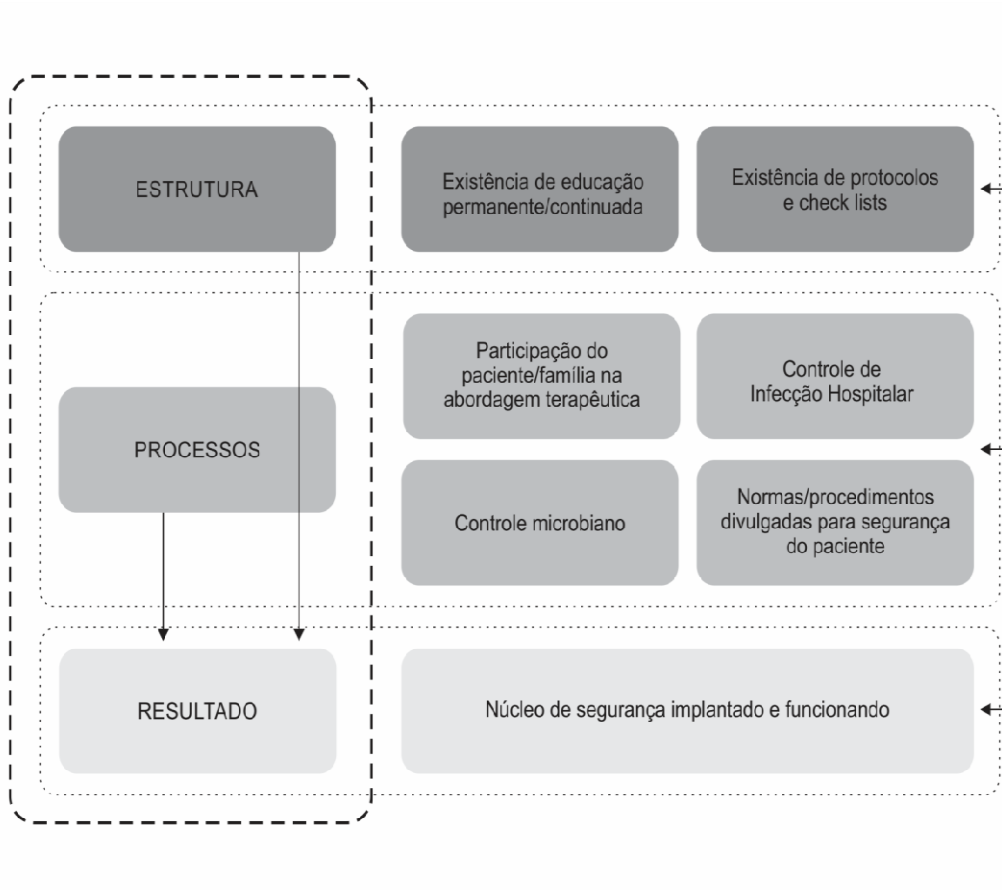 ESTRUTURA
Existência de educação
permanente/continuada
Existência de protocolos
e check lists
PROCESSOS
Participação do
paciente/família na
abordagem terapêutica
Controle de
Infecção Hospitalar
Controle microbiano
Normas/procedimentos
divulgadas para segurança
do paciente
RESULTADO
Núcleo de segurança implantado e funcionando